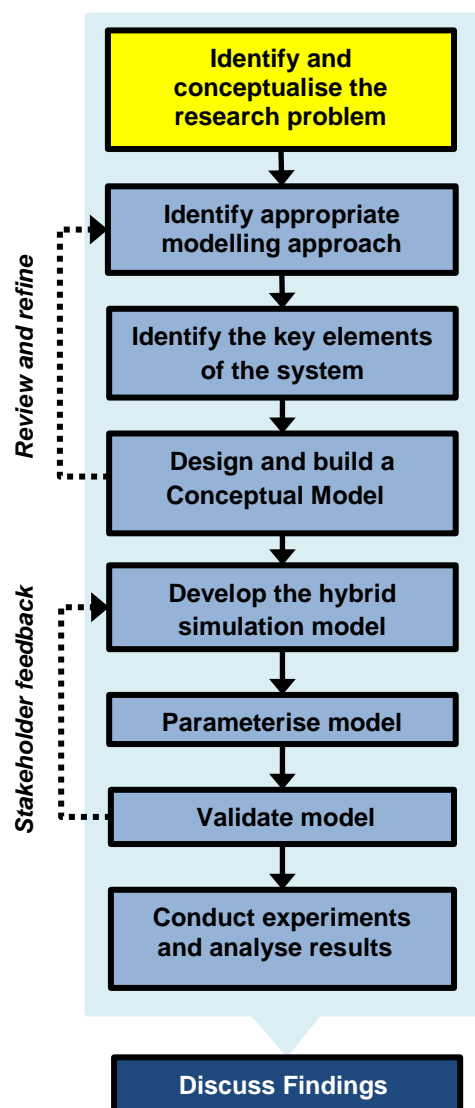 Identify and
conceptualise the
research problem
Identify appropriate
modelling approach
Identify the key elements
of the system
Design and build a
Conceptual Model
Review and refine
Develop the hybrid
simulation model
Parameterise model
Validate model
Stakeholder feedback
Conduct experiments
and analyse results
Discuss Findings